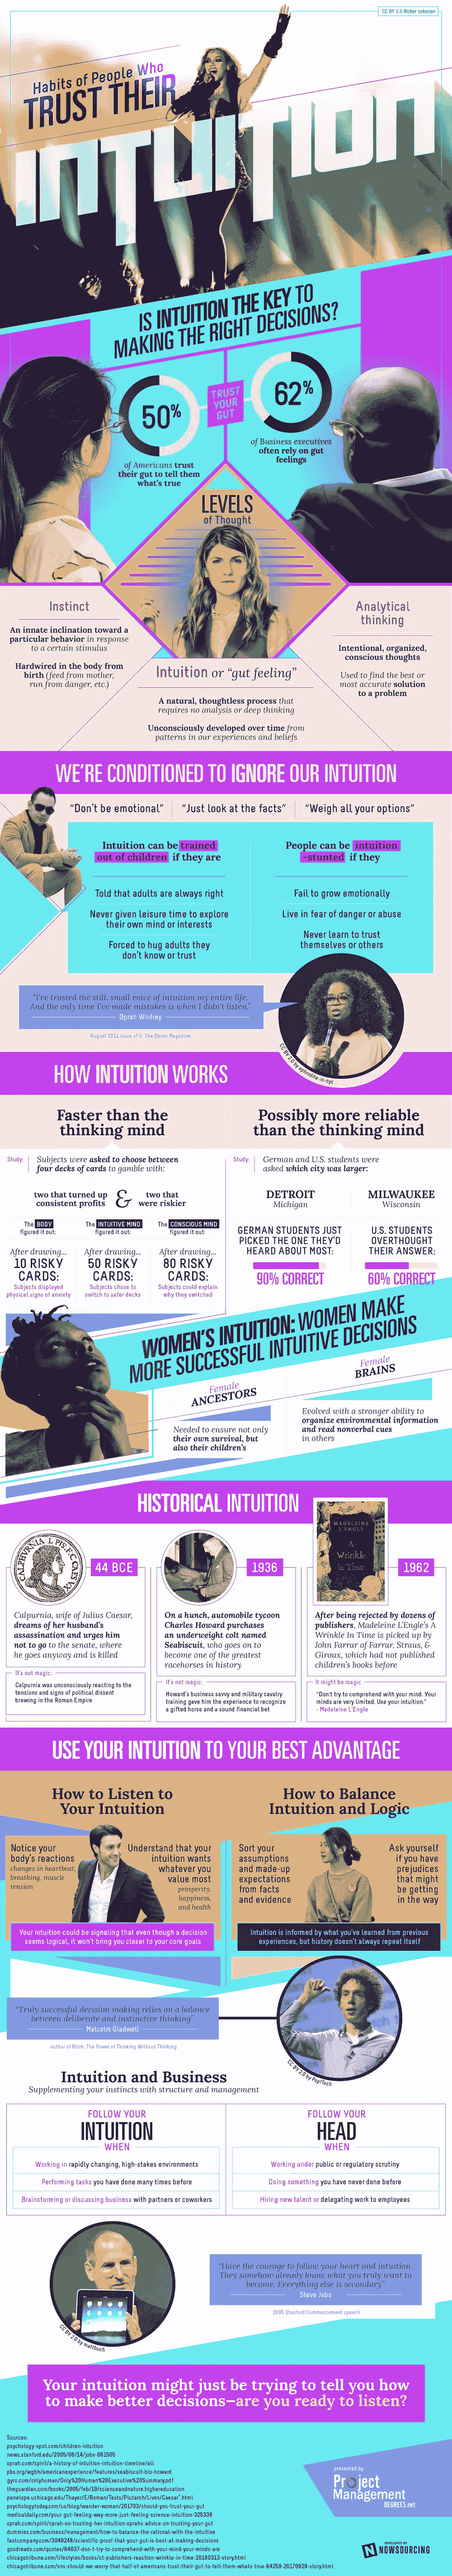 CC BY 2.0 flicker sekecan
Habits of People Who
TRUST THEIR
INTUITION
IS INTUITION THE KEY TO
MAKING THE RIGHT DECISIONS?
50%
of Americans trust
their gut to tell them
what's true
TRUST
YOUR
GUT
62%
of Business executives
often rely on gut
feelings
LEVELS
of Thought
Instinct
An innate inclination toward a
particular behavior in response
to a certain stimulus
Hardwired in the body from
birth (feed from mother,
run from danger, etc.)
Intuition or "gut feeling"
A natural, thoughtless process that
requires no analysis or deep thinking
Unconsciously developed over time from
patterns in our experiences and beliefs
Analytical
thinking
Intentional, organized,
conscious thoughts
Used to find the best or
most accurate solution
to a problem
WE'RE CONDITIONED TO IGNORE OUR INTUITION
"Don't be emotional"
"Just look at the facts"
"Weigh all your options"
Intuition can be trained
out of children if they are
Told that adults are always right
Never given leisure time to explore
their own mind or interests
Forced to hug adults they
don't know or trust
People can be intuition
-stunted if they
Fail to grow emotionally
Live in fear of danger or abuse
Never learn to trust
themselves or others
"I've trusted the still, small voice of intuition my entire life.
And the only time I've made mistakes is when I didn't listen."
Oprah Winfrey
August 2011 issue of O, The Oprah Magazine
CC BY 2.0 by aphrodite-in-nyc
HOW INTUITION WORKS
Faster than the
thinking mind
Study:
Subjects were asked to choose between
four decks of cards to gamble with:
two that turned up
consistent profits
&
two that
were riskier
The BODY
figured it out:
After drawing...
10 RISKY
CARDS:
Subjects displayed
physical signs of anxiety
The INTUITIVE MIND
figured it out:
After drawing...
50 RISKY
CARDS:
Subjects chose to
switch to safer decks
The CONSCIOUS MIND
figured it out:
After drawing...
80 RISKY
CARDS:
Subjects could explain
why they switched
Possibly more reliable
than the thinking mind
Study:
German and U.S. students were
asked which city was larger:
DETROIT
Michigan
MILWAUKEE
Wisconsin
GERMAN STUDENTS JUST
PICKED THE ONE THEY'D
HEARD ABOUT MOST:
90% CORRECT
U.S. STUDENTS
OVERTHOUGHT
THEIR ANSWER:
60% CORRECT
WOMEN'S INTUITION: WOMEN MAKE
MORE SUCCESSFUL INTUITIVE DECISIONS
Female
ANCESTORS
Needed to ensure not only
their own survival, but
also their children's
Female
BRAINS
Evolved with a stronger ability to
organize environmental information
and read nonverbal cues
in others
HISTORICAL INTUITION
44 BCE
Calpurnia, wife of Julius Caesar,
dreams of her husband's
assassination and urges him
not to go to the senate, where
he goes anyway and is killed
It's not magic:
Calpurnia was unconsciously reacting to the
tensions and signs of political dissent
brewing in the Roman Empire
1936
On a hunch, automobile tycoon
Charles Howard purchases
an underweight colt named
Seabiscuit, who goes on to
become one of the greatest
racehorses in history
It's not magic:
Howard's business savvy and military cavalry
training gave him the experience to recognize
a gifted horse and a sound financial bet
MADELEINE
L'ENGLE
A
Wrinkle
in Time
1962
After being rejected by dozens of
publishers, Madeleine L'Engle's A
Wrinkle In Time is picked up by
John Farrar of Farrar, Straus, &
Giroux, which had not published
children's books before
It might be magic
"Don't try to comprehend with your mind. Your
minds are very limited. Use your intuition."
- Madeleine L'Engle
USE YOUR INTUITION TO YOUR BEST ADVANTAGE
How to Listen to
Your Intuition
Notice your
body's reactions
changes in heartbeat,
breathing, muscle
tension
Understand that your
intuition wants
whatever you
value most
prosperity,
happiness,
and health
Your intuition could be signaling that even though a decision
seems logical, it won't bring you closer to your core goals
How to Balance
Intuition and Logic
Sort your
assumptions
and made-up
expectations
from facts
and evidence
Ask yourself
if you have
prejudices
that might
be getting
in the way
Intuition is informed by what you've learned from previous
experiences, but history doesn't always repeat itself
"Truly successful decision making relies on a balance
between deliberate and instinctive thinking"
Malcolm Gladwell
author of Blink: The Power of Thinking Without Thinking
CC BY 2.0 by PopTech
Intuition and Business
Supplementing your instincts with structure and management
FOLLOW YOUR
INTUITION
WHEN
Working in rapidly changing, high-stakes environments
Performing tasks you have done many times before
Brainstorming or discussing business with partners or coworkers
FOLLOW YOUR
HEAD
WHEN
Working under public or regulatory scrutiny
Doing something you have never done before
Hiring new talent or delegating work to employees
"Have the courage to follow your heart and intuition.
They somehow already know what you truly want to
become. Everything else is secondary"
Steve Jobs
2005 Stanford Commencement speech
CC BY 2.0 by mattbuch
Your intuition might just be trying to tell you how
to make better decisions—are you ready to listen?
Sources:
psychology-spot.com/children-intuition
news.stanford.edu/2005/06/14/jobs-061505
oprah.com/spirit/a-history-of-intuition-intuition-timeline/all
pbs.org/wgbh/americanexperience/features/seabiscuit-bio-howard
gyro.com/onlyhuman/Only%20Human%20Executive%20Summary.pdf
theguardian.com/books/2005/feb/19/scienceandnature.highereducation
penelope.uchicago.edu/Thayer/E/Roman/Texts/Plutarch/Lives/Caesar*.html
psychologytoday.com/us/blog/wander-woman/201703/should-you-trust-your-gut
medicaldaily.com/your-gut-feeling-way-more-just-feeling-science-intuition-325338
oprah.com/spirit/oprah-on-trusting-her-intuition-oprahs-advice-on-trusting-your-gut
dummies.com/business/management/how-to-balance-the-rational-with-the-intuitive
fastcompany.com/3049248/scientific-proof-that-your-gut-is-best-at-making-decisions
goodreads.com/quotes/64037-don-t-try-to-comprehend-with-your-mind-your-minds-are
chicagotribune.com/lifestyles/books/ct-publishers-reaction-wrinkle-in-time-20180313-story.html
chicagotribune.com/sns-should-we-worry-that-half-of-americans-trust-their-gut-to-tell-them-whats-true-84259-20170928-story.html
presented by
Project
Management
DEGREES.net
DEVELOPED BY
NOWSOURCING